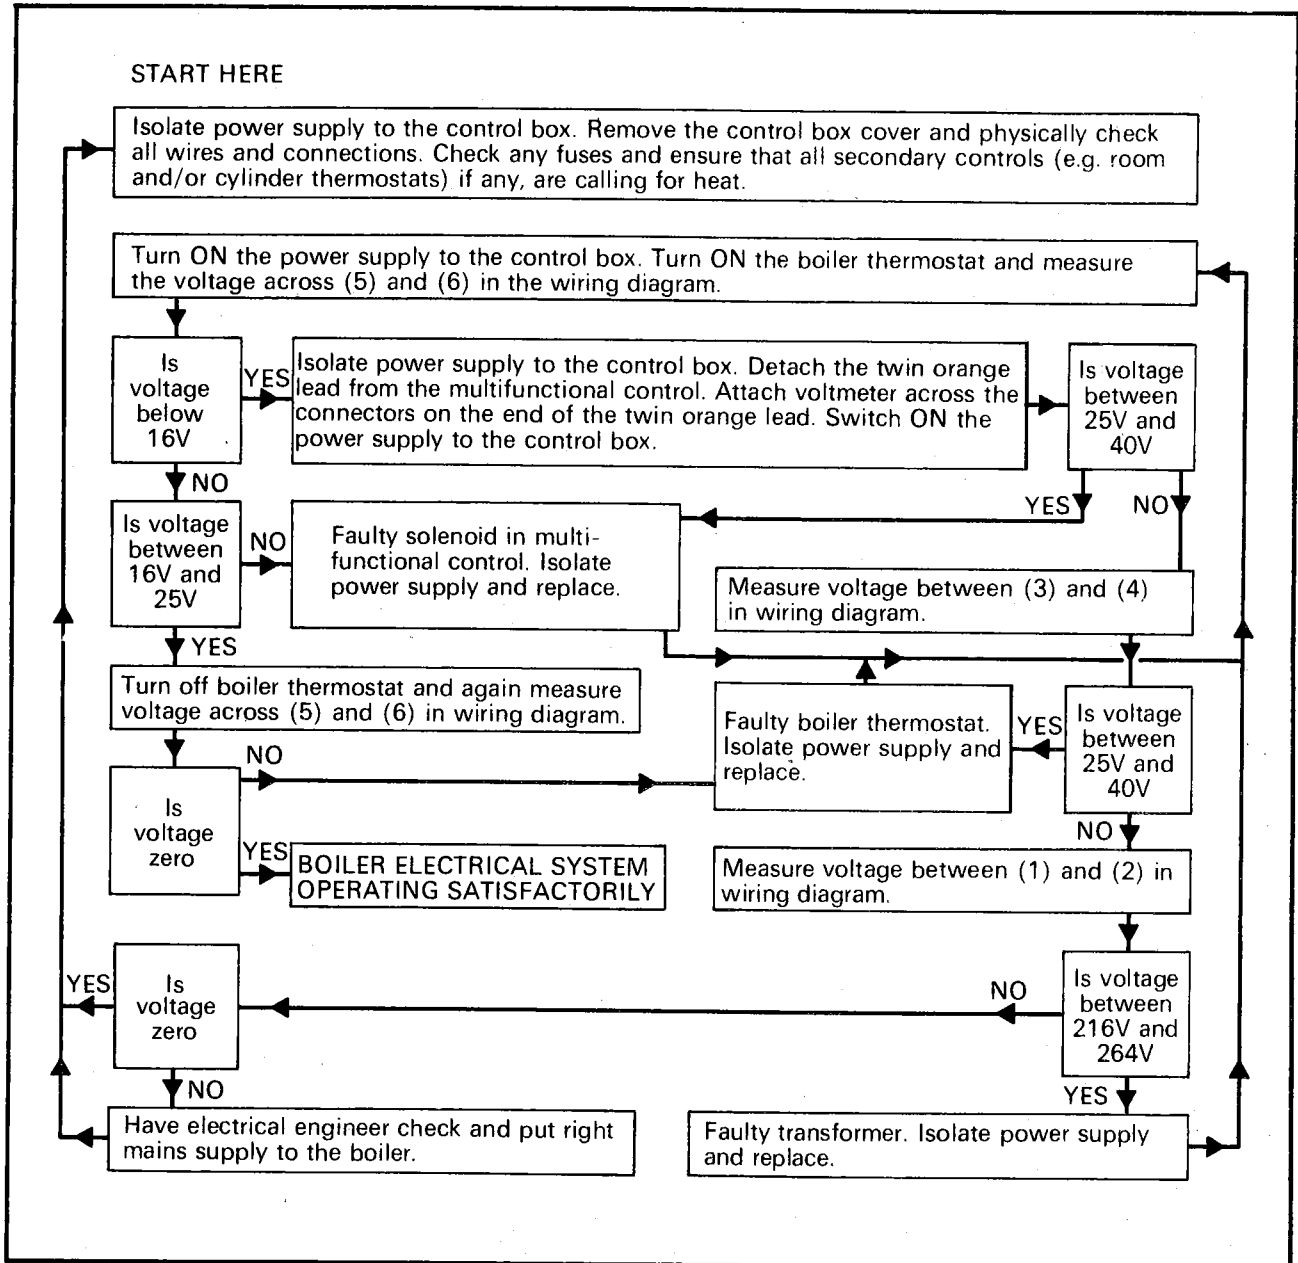 START HERE
Isolate power supply to the control box. Remove the control box cover and physically check
all wires and connections. Check any fuses and ensure that all secondary controls (e.g. room
and/or cylinder thermostats) if any, are calling for heat.
Turn ON the power supply to the control box. Turn ON the boiler thermostat and measure
the voltage across (5) and (6) in the wiring diagram.
Is
voltage
below
16V
YES
Isolate power supply to the control box. Detach the twin orange
lead from the multifunctional control. Attach voltmeter across the
connectors on the end of the twin orange lead. Switch ON the
power supply to the control box.
Is voltage
between
25V and
40V
NO
YES
NO
Is voltage
between
16V and
25V
NO
Faulty solenoid in multi-
functional control. Isolate
power supply and replace.
Measure voltage between (3) and (4)
in wiring diagram.
YES
Turn off boiler thermostat and again measure
voltage across (5) and (6) in wiring diagram.
Faulty boiler thermostat.
Isolate power supply and
replace.
YES
Is voltage
between
25V and
40V
NO
Is
voltage
zero
YES
BOILER ELECTRICAL SYSTEM
OPERATING SATISFACTORILY
NO
Measure voltage between (1) and (2) in
wiring diagram.
YES
Is
voltage
zero
NO
Is voltage
between
216V and
264V
NO
YES
Have electrical engineer check and put right
mains supply to the boiler.
Faulty transformer. Isolate power supply
and replace.